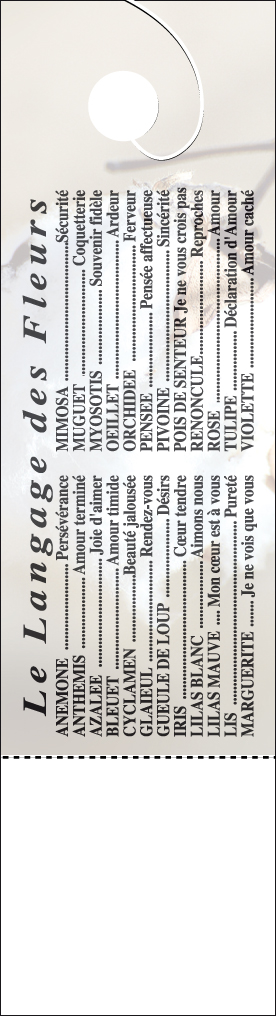 Le Langage des Fleurs
ANEMONE ........................ Persévérance
ANTHEMIS .................. Amour terminé
AZALEE ........................... Joie d'aimer
BLEUET ......................... Amour timide
CYCLAMEN ............. Beauté jalousée
GLAIEUL ..................... Rendez-vous
GUEULE DE LOUP ............... Désirs
IRIS ............................... Cœur tendre
LILAS BLANC ............. Aimons nous
LILAS MAUVE .... Mon cœur est à vous
LIS ........................................ Pureté
MARGUERITE ...... Je ne vois que vous
MIMOSA ............................... Sécurité
MUGUET ......................... Coquetterie
MYOSOTIS ................ Souvenir fidèle
OEILLET ................................ Ardeur
ORCHIDEE ............................ Ferveur
PENSEE .............. Pensée affectueuse
PIVOINE ............................. Sincérité
POIS DE SENTEUR Je ne vous crois pas
RENONCULE ..................... Reproches
ROSE .................................... Amour
TULIPE ............. Déclaration d'Amour
VIOLETTE .................. Amour caché